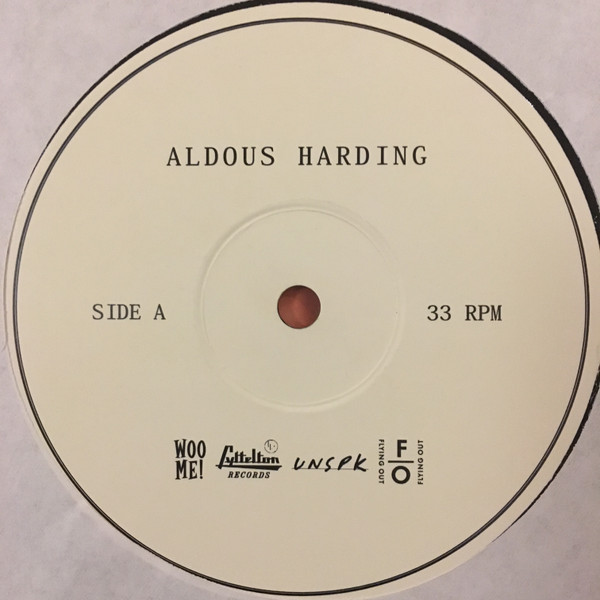 ALDOUS HARDING
SIDE A
33 RPM
WOO
ME!
Lyttelton
RECORDS
UNSPK
FLYING OUT
F
O
FLYING OUT